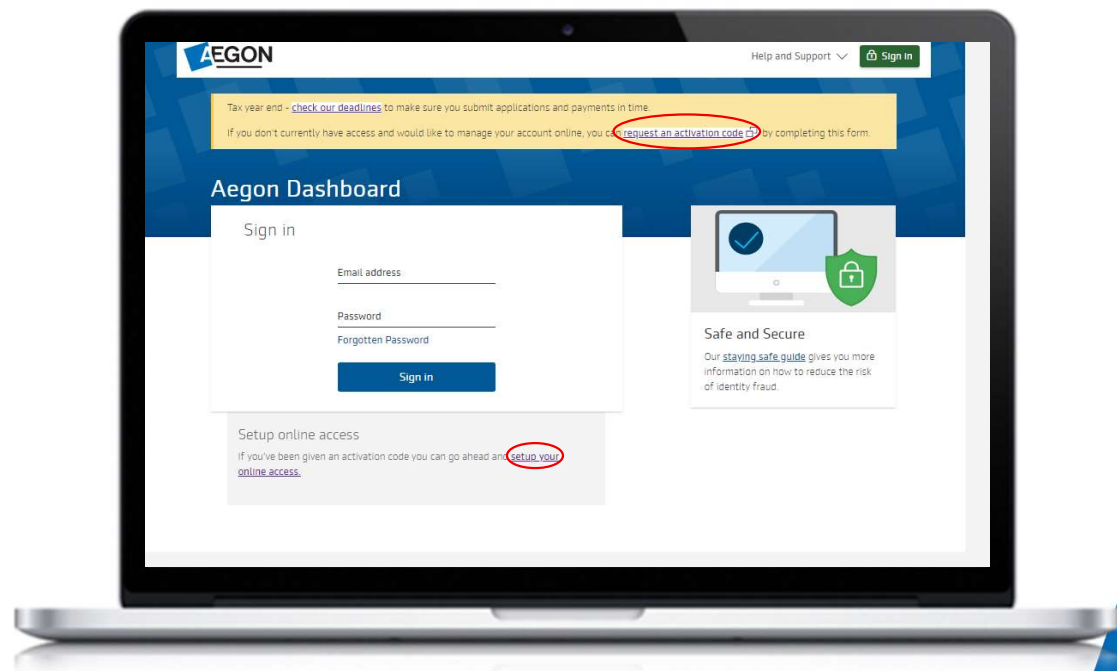 AEGON
Help and Support
Sign in
Tax year end - check our deadlines to make sure you submit applications and payments in time.
If you don't currently have access and would like to manage your account online, you can request an activation code by completing this form.
Aegon Dashboard
Sign in
Email address
Password
Forgotten Password
Sign in
Safe and Secure
Our staying safe guide gives you more
information on how to reduce the risk
of identity fraud.
Setup online access
If you've been given an activation code you can go ahead and setup your
online access.